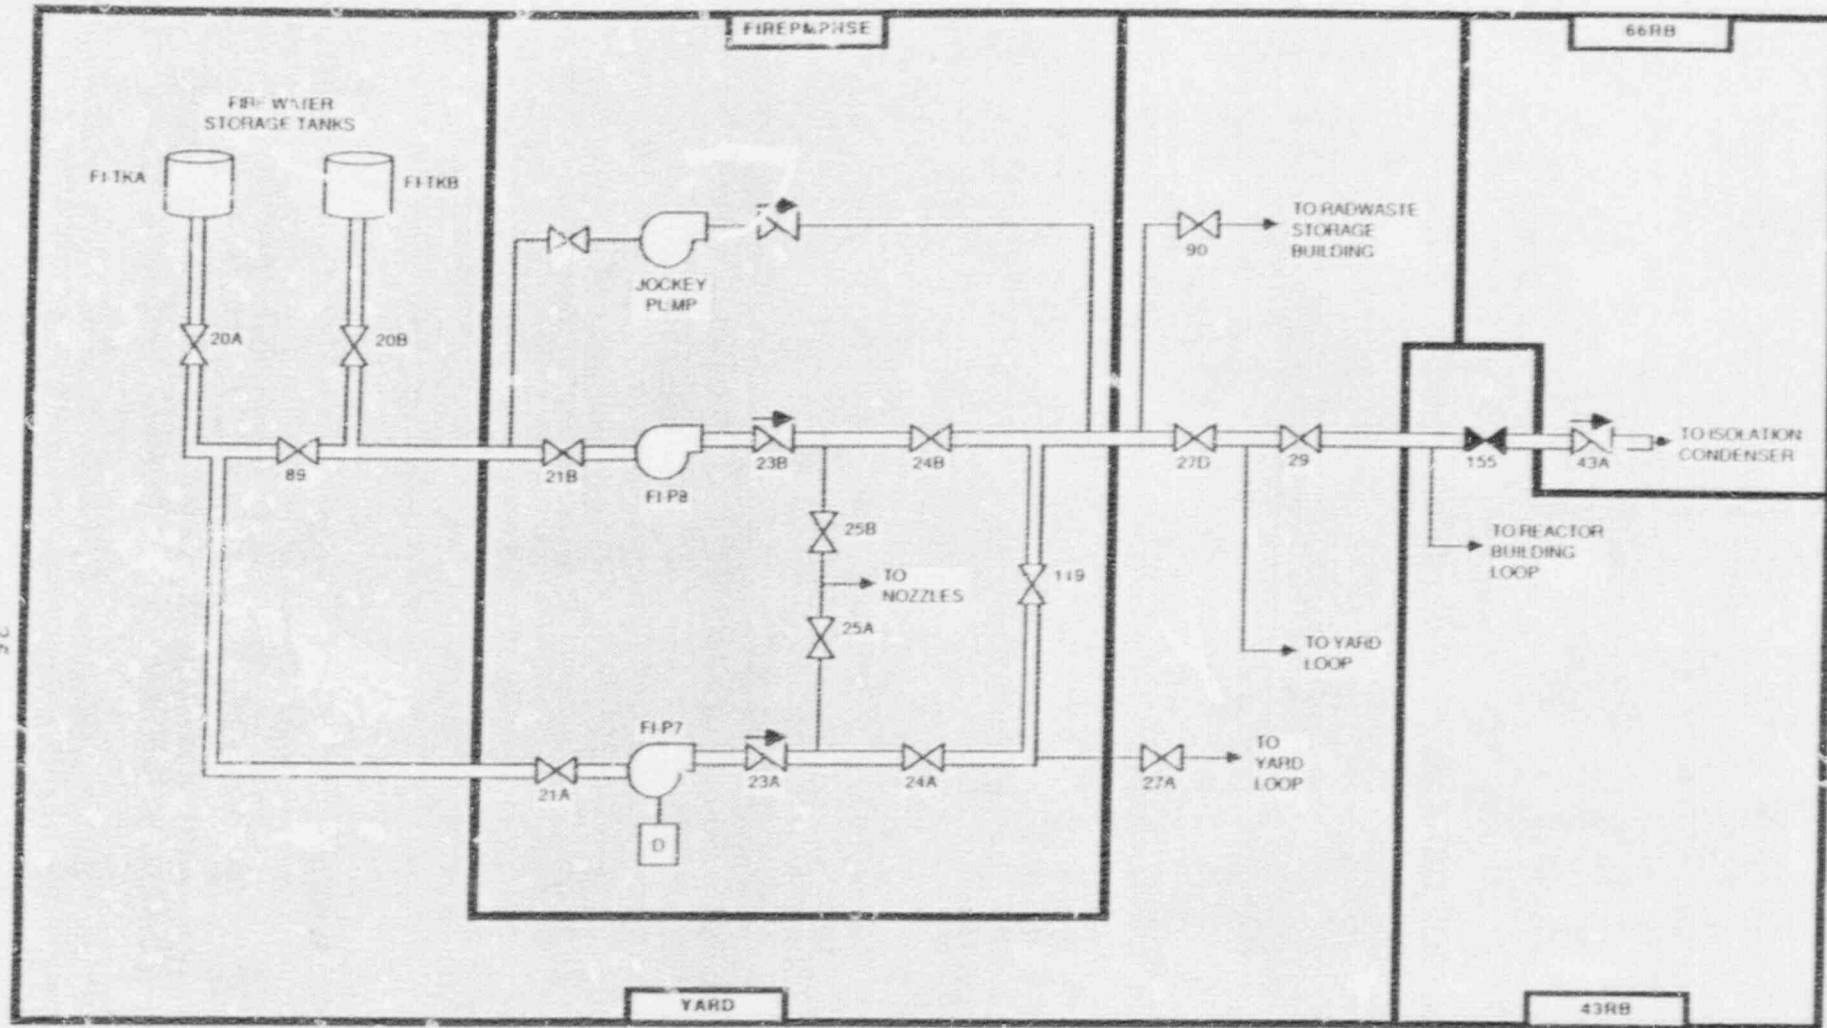 FIREPMPHSE
66RB
FIRE WATER
STORAGE TANKS
FI-TKA
FI-TKB
JOCKEY
PUMP
90
TO RADWASTE
STORAGE
BUILDING
20A
20B
89
21B
FI-P8
23B
24B
27D
29
155
43A
TO ISOLATION
CONDENSER
25B
TO
NOZZLES
25A
119
TO REACTOR
BUILDING
LOOP
TO YARD
LOOP
FI-P7
21A
23A
24A
27A
TO
YARD
LOOP
D
YARD
43RB